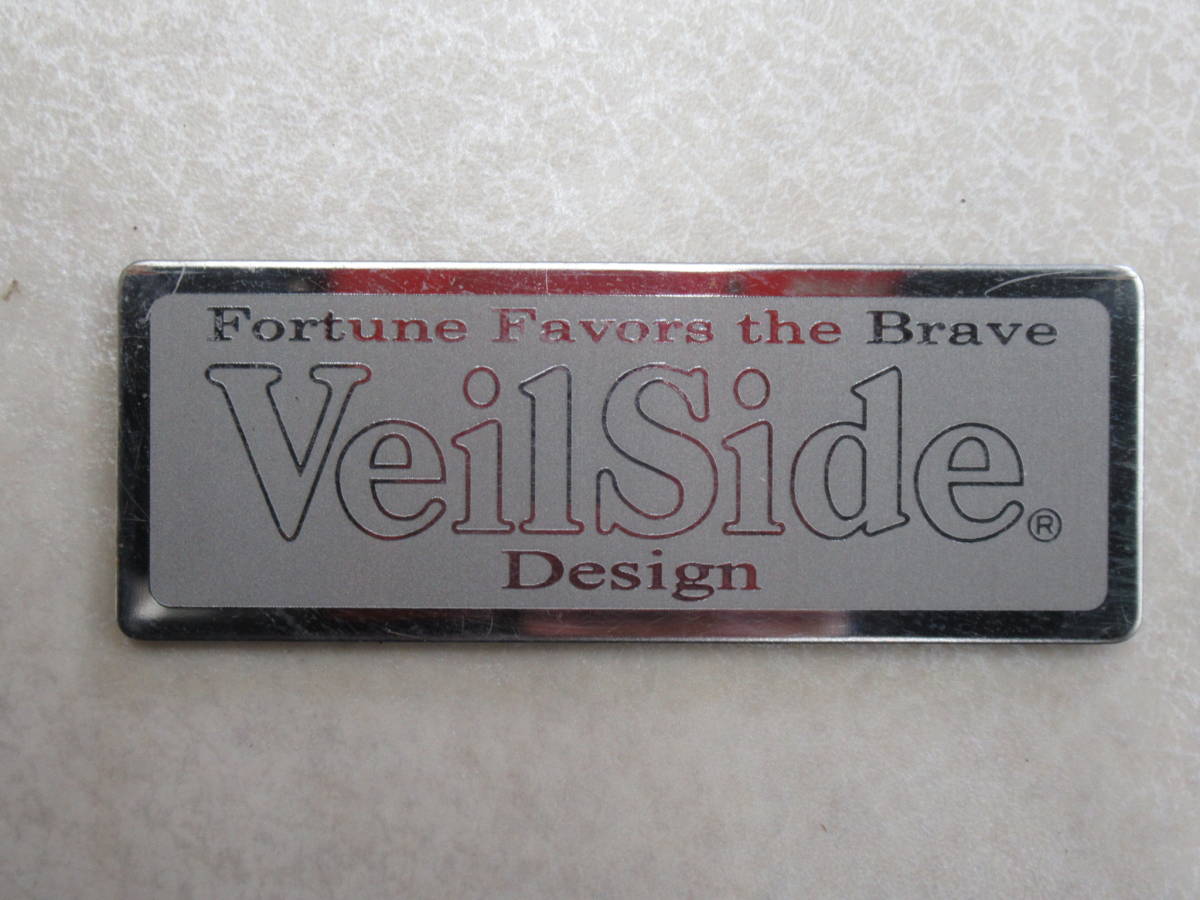 Fortune Favors the Brave
VeilSide®
Design